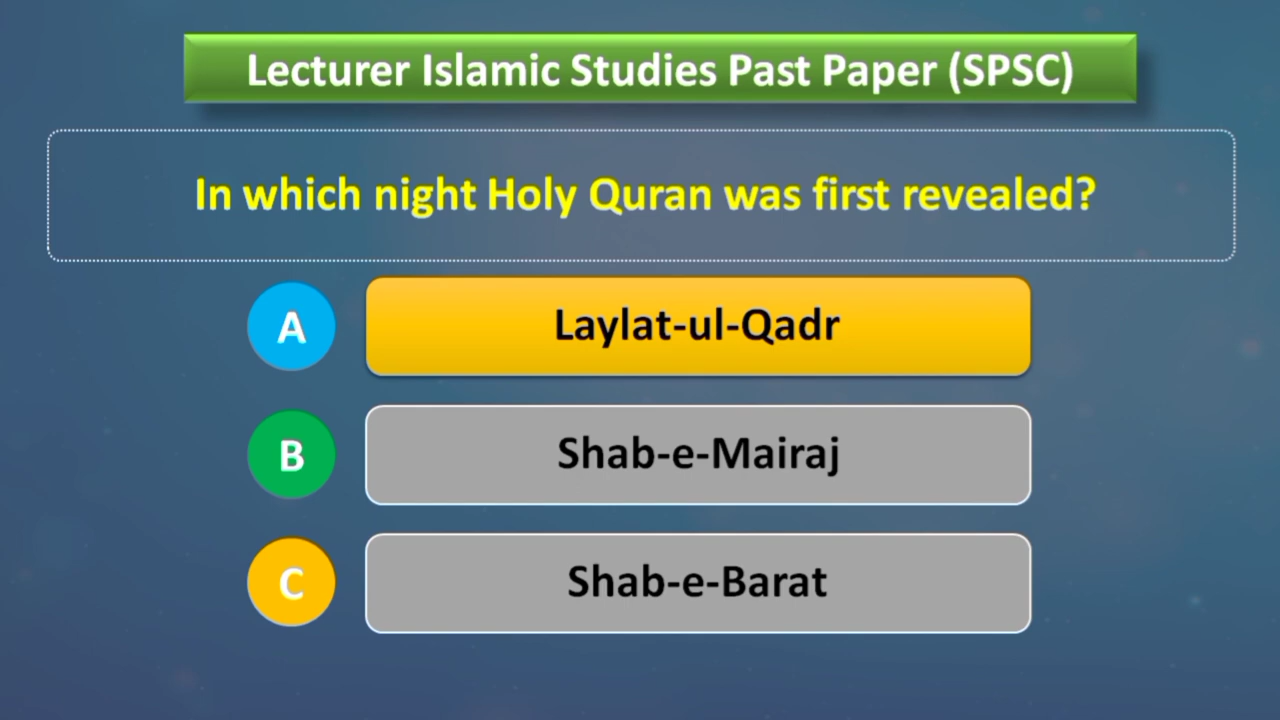 Lecturer Islamic Studies Past Paper (SPSC)
In which night Holy Quran was first revealed?
A Laylat-ul-Qadr
B Shab-e-Mairaj
C Shab-e-Barat